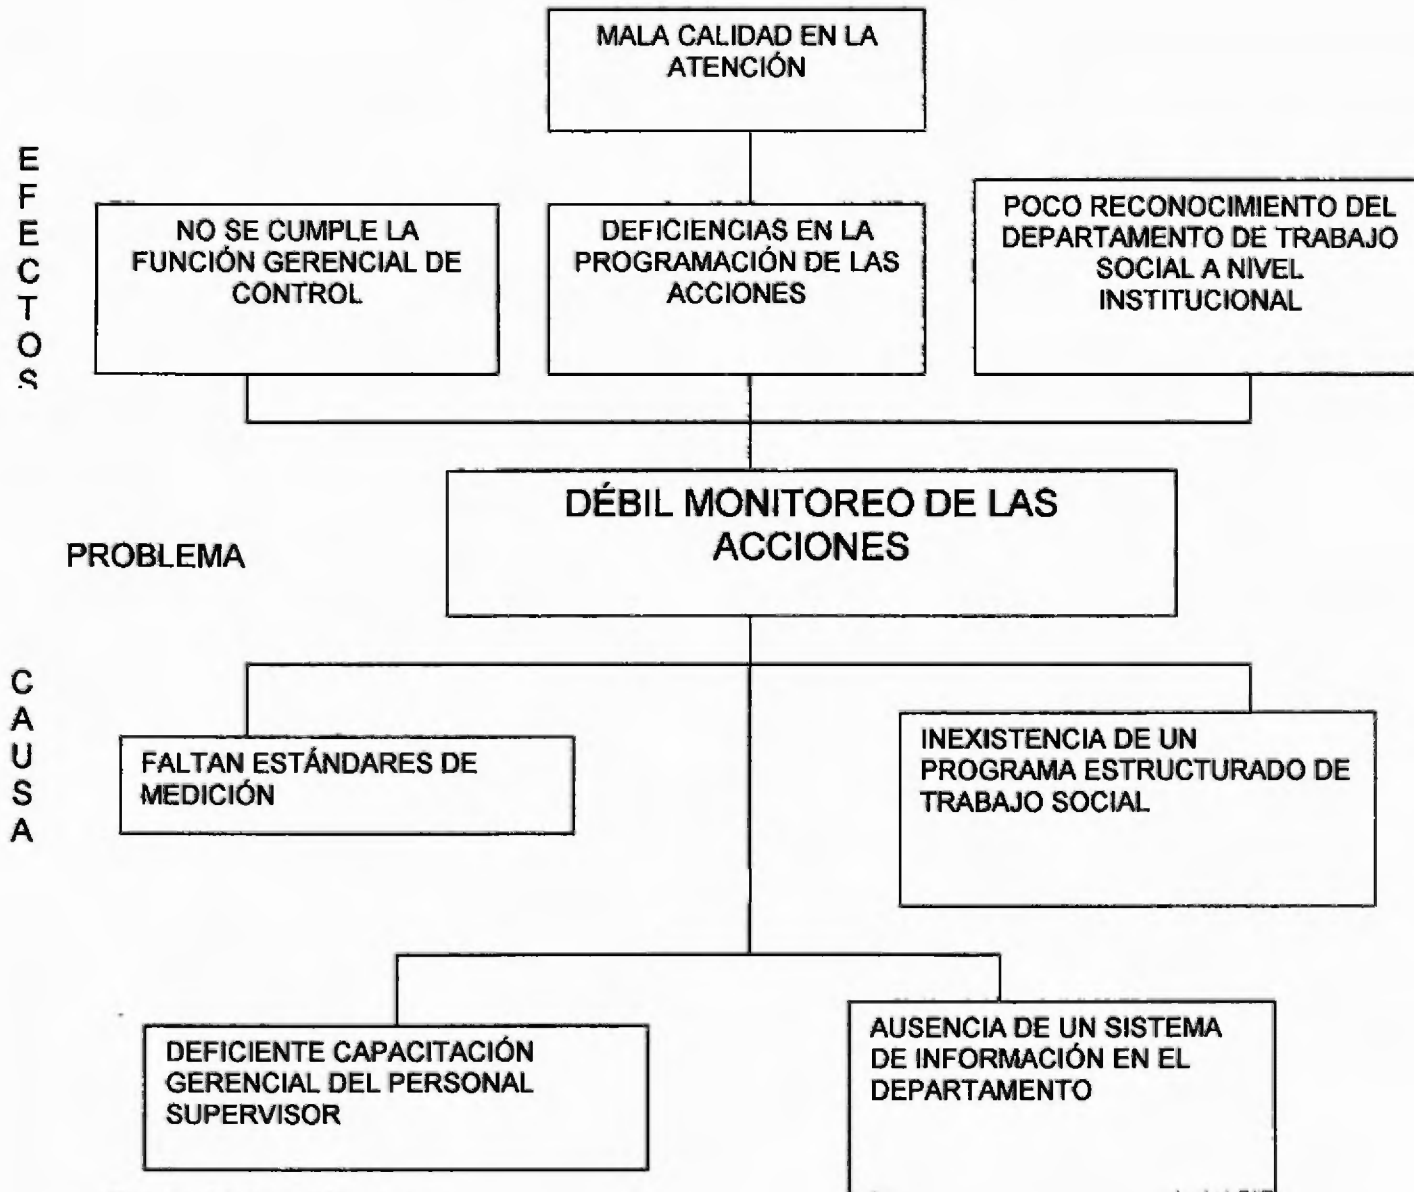 MALA CALIDAD EN LA
ATENCIÓN
EFECTOS
NO SE CUMPLE LA
FUNCIÓN GERENCIAL DE
CONTROL
DEFICIENCIAS EN LA
PROGRAMACIÓN DE LAS
ACCIONES
POCO RECONOCIMIENTO DEL
DEPARTAMENTO DE TRABAJO
SOCIAL A NIVEL
INSTITUCIONAL
DÉBIL MONITOREO DE LAS
ACCIONES
PROBLEMA
CAUSA
FALTAN ESTÁNDARES DE
MEDICIÓN
INEXISTENCIA DE UN
PROGRAMA ESTRUCTURADO DE
TRABAJO SOCIAL
DEFICIENTE CAPACITACIÓN
GERENCIAL DEL PERSONAL
SUPERVISOR
AUSENCIA DE UN SISTEMA
DE INFORMACIÓN EN EL
DEPARTAMENTO